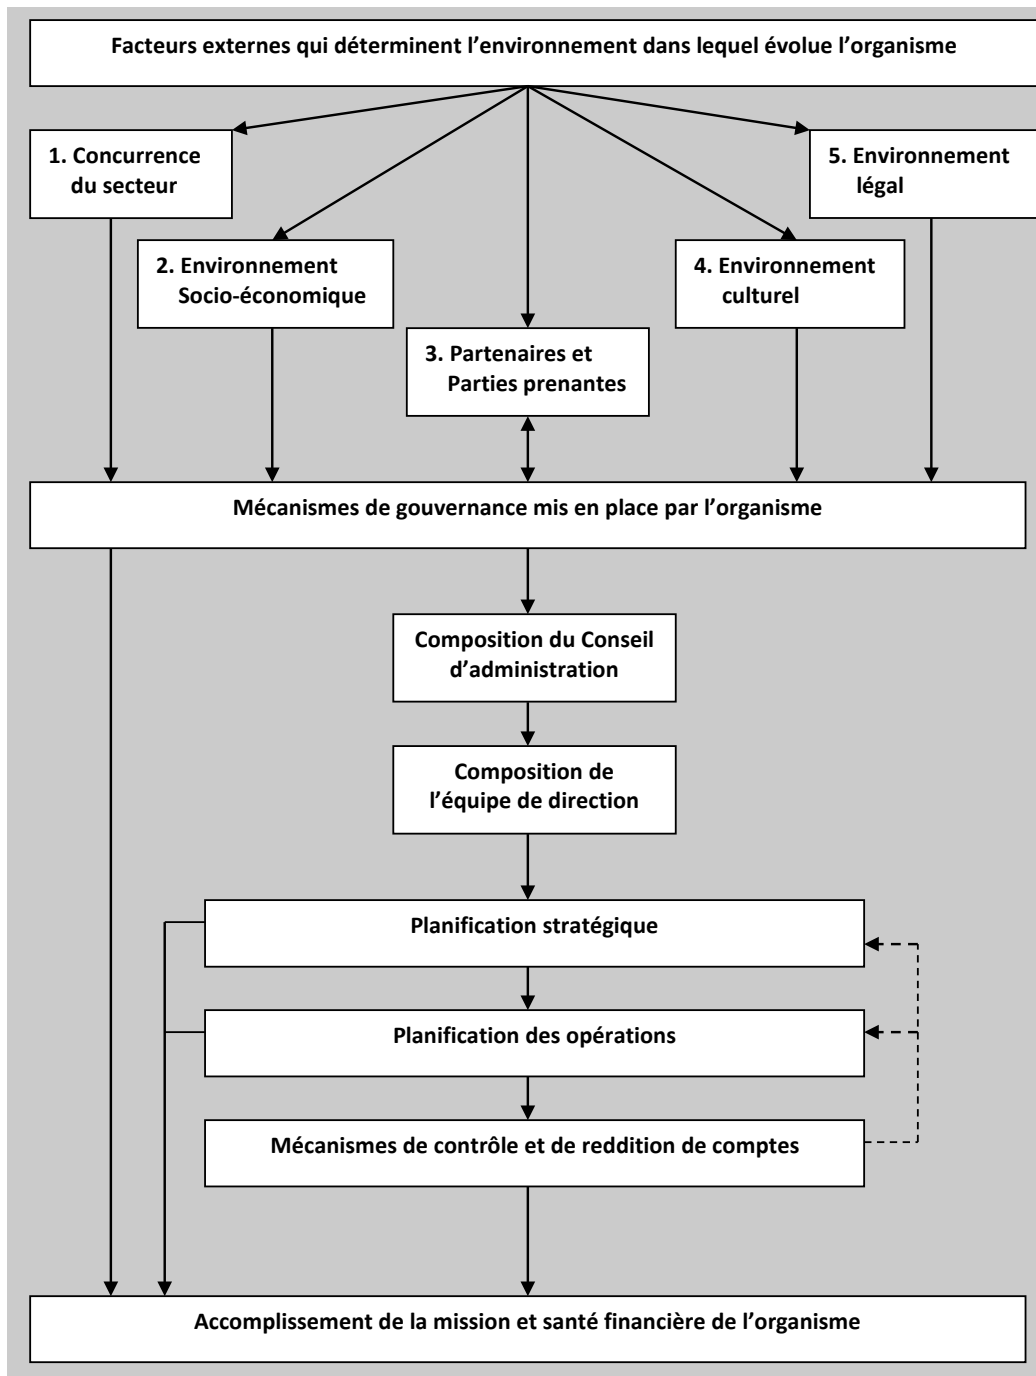 Facteurs externes qui déterminent l’environnement dans lequel évolue l’organisme
1. Concurrence
du secteur
5. Environnement
légal
2. Environnement
Socio-économique
4. Environnement
culturel
3. Partenaires et
Parties prenantes
Mécanismes de gouvernance mis en place par l’organisme
Composition du Conseil
d’administration
Composition de
l’équipe de direction
Planification stratégique
Planification des opérations
Mécanismes de contrôle et de reddition de comptes
Accomplissement de la mission et santé financière de l’organisme